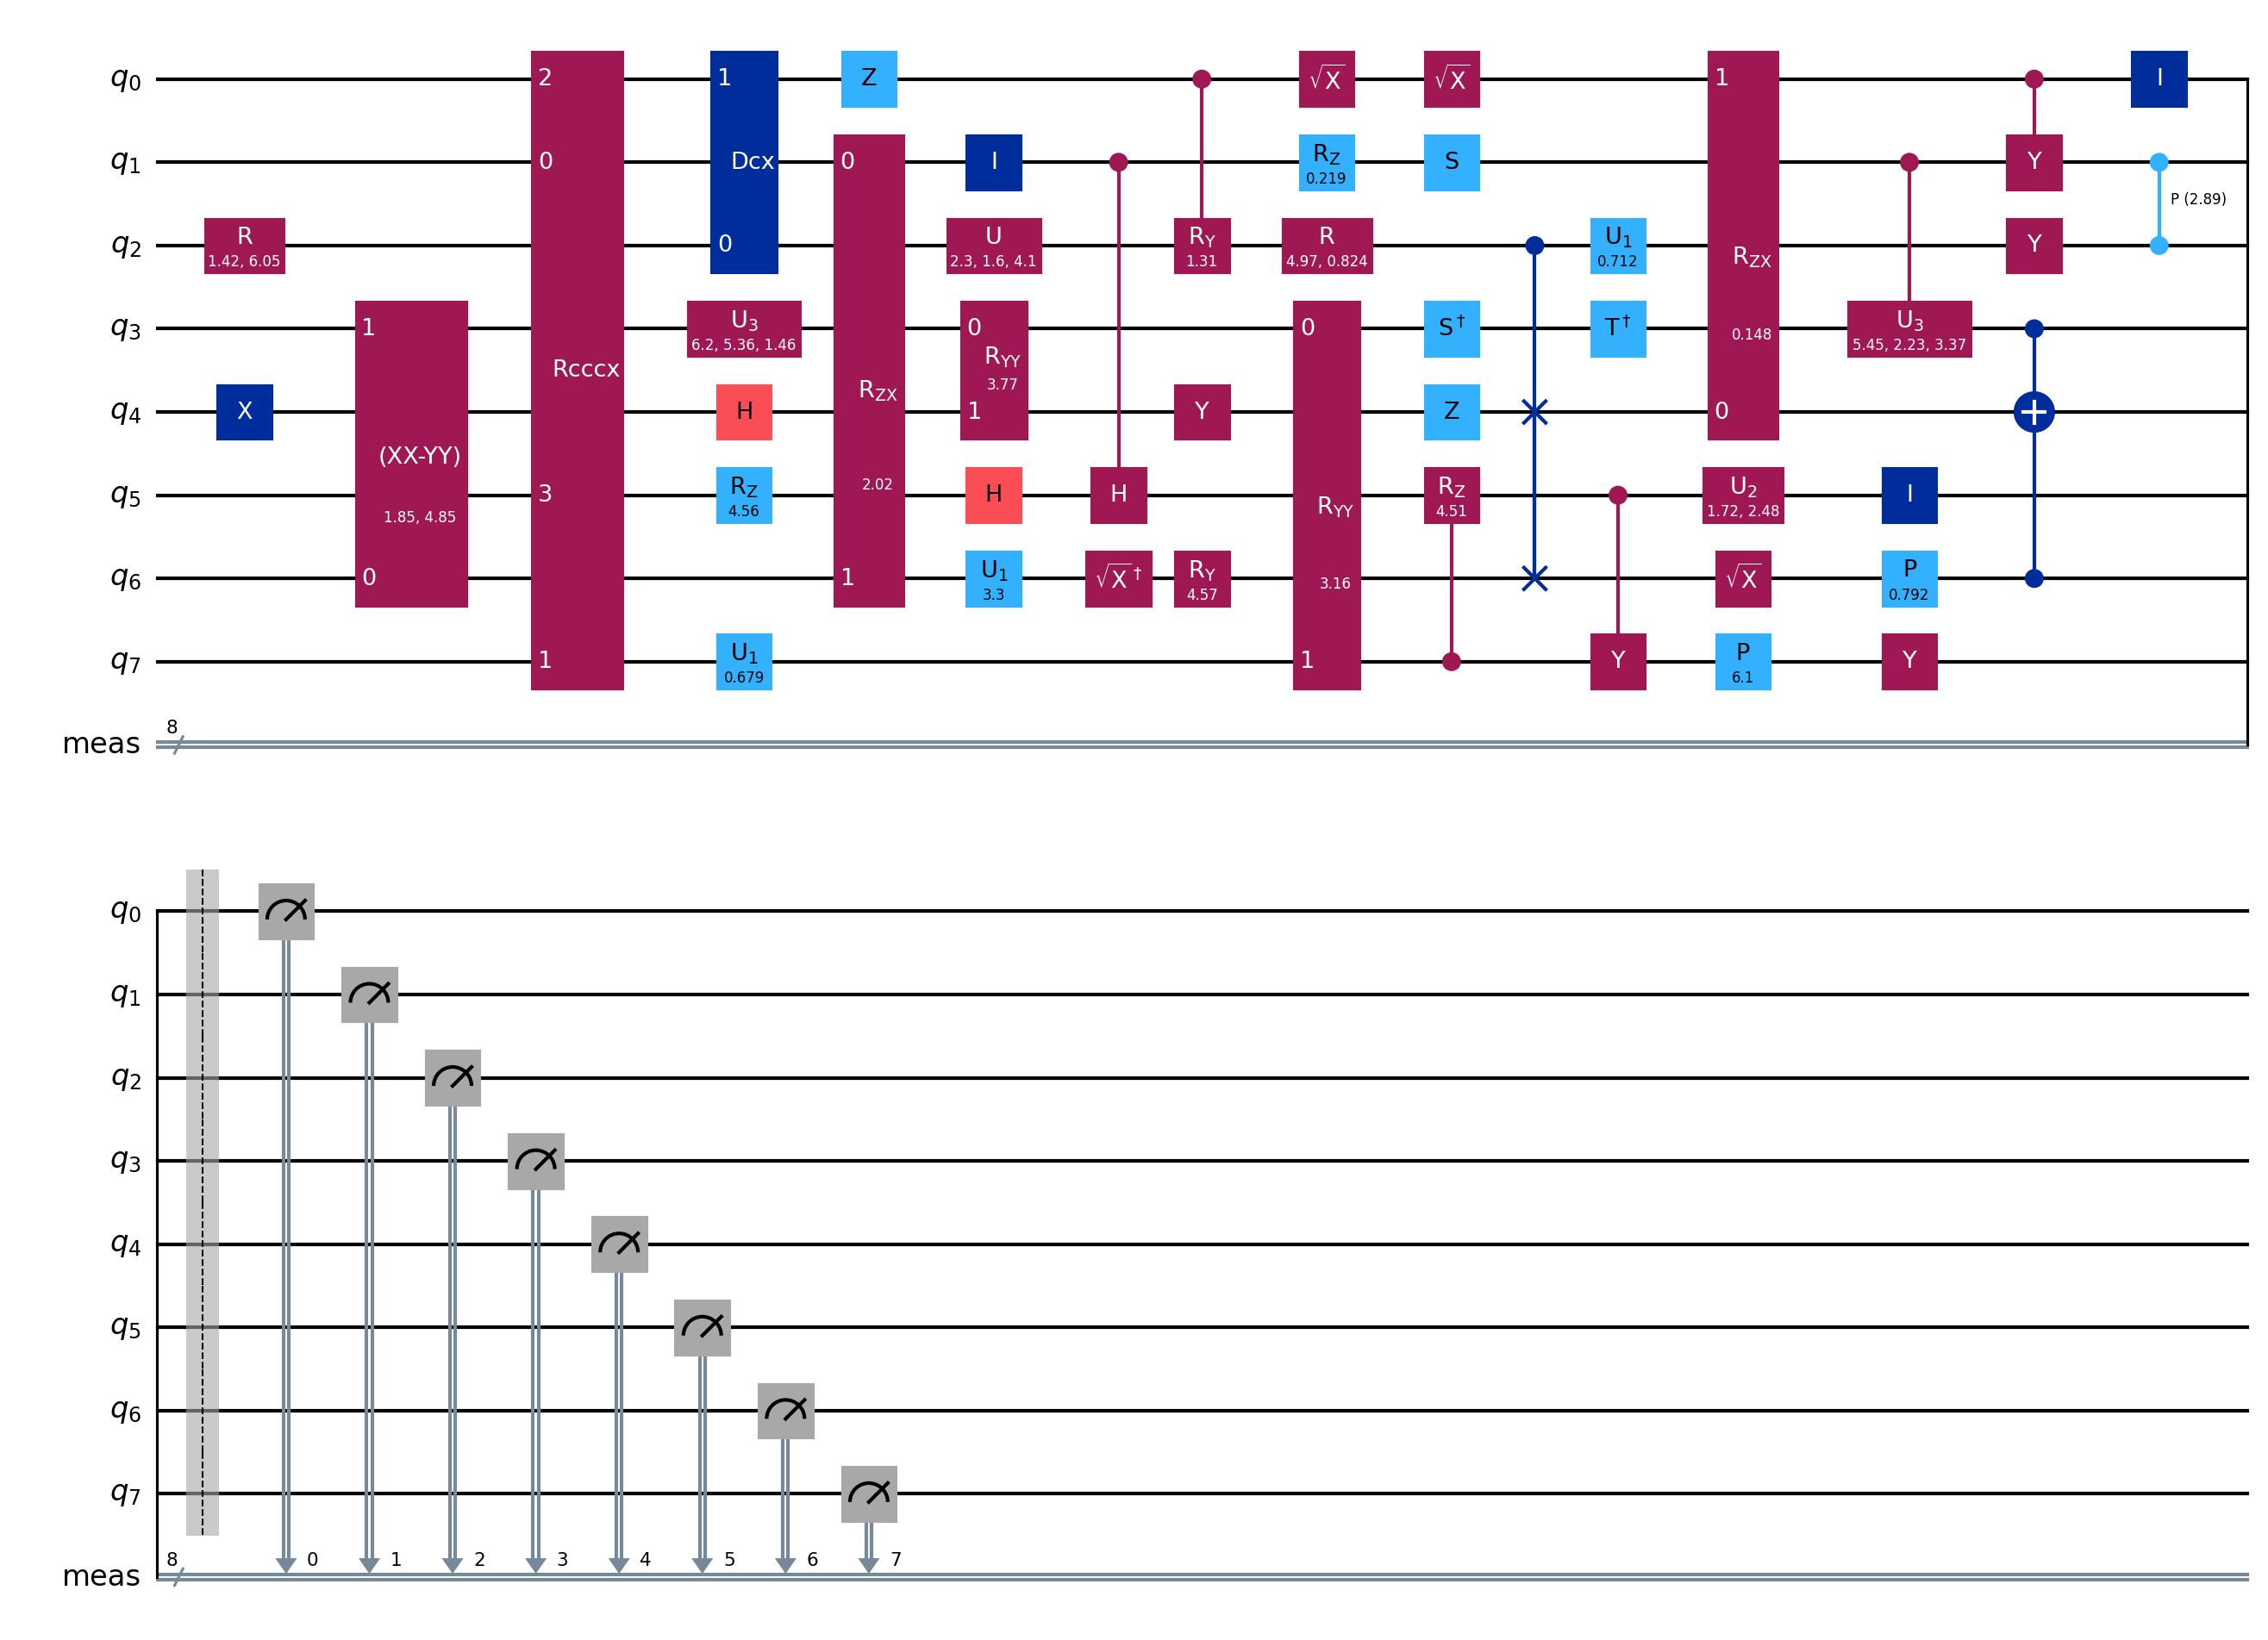 q0 2 1 Z √X √X 1 I
q1 0 Dcx 0 I RZ 0.219 S Y
q2 R 1.42, 6.05 0 U 2.3, 1.6, 4.1 RY 1.31 R 4.97, 0.824 U1 0.712 RZX 0.148 Y P (2.89)
q3 1 Rcccx U3 6.2, 5.36, 1.46 0 RYY 3.77 0 S† T† U3 5.45, 2.23, 3.37
q4 X (XX-YY) 1.85, 4.85 H RZX 2.02 1 Y Z 0
q5 3 RZ 4.56 H H RYY 3.16 RZ 4.51 U2 1.72, 2.48 I
q6 0 1 U1 3.3 √X† RY 4.57 √X P 0.792
q7 1 U1 0.679 1 Y P 6.1 Y
meas 8
q0
q1
q2
q3
q4
q5
q6
q7
meas 8 0 1 2 3 4 5 6 7